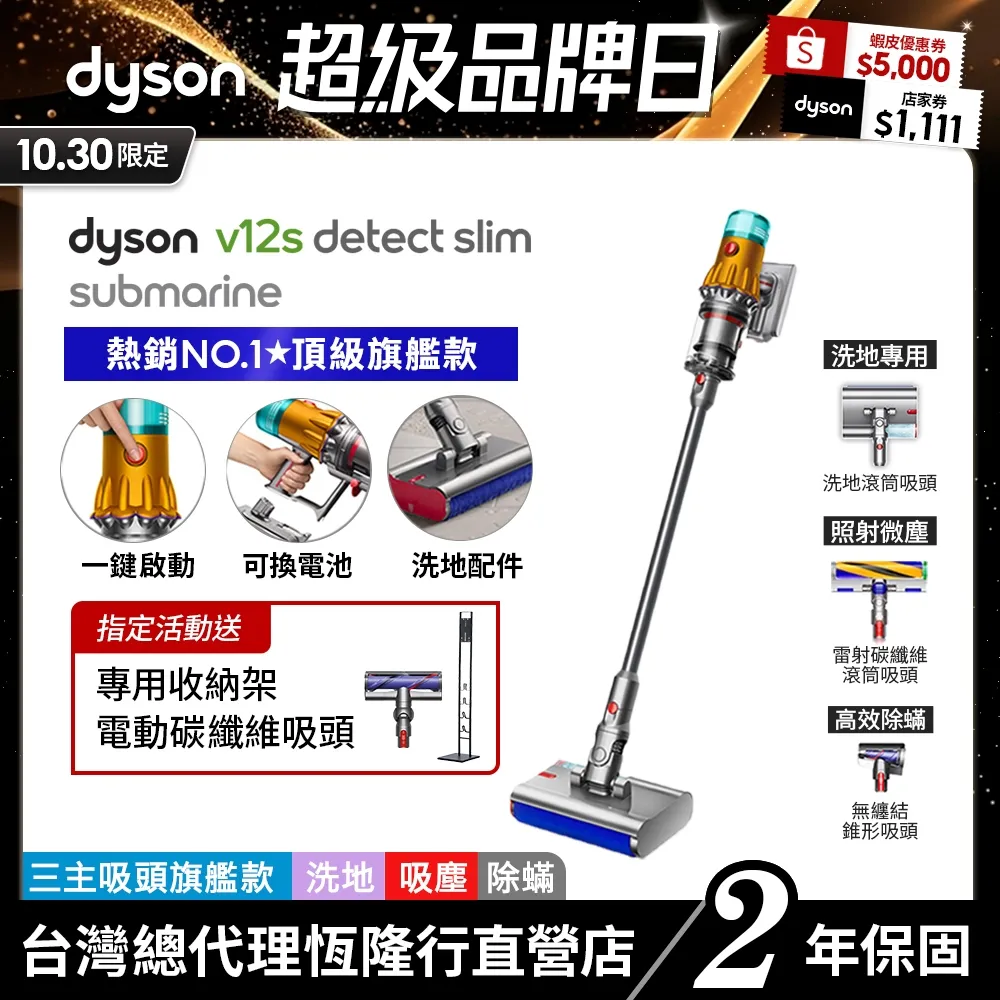 dyson 超級品牌日
S
蝦皮優惠券
$5,000
dyson
店家券
$1,111
10.30限定
dyson v12s detect slim
submarine
熱銷NO.1★頂級旗艦款
一鍵啟動
可換電池
洗地配件
指定活動送
專用收納架
電動碳纖維吸頭
洗地專用
洗地滾筒吸頭
照射微塵
雷射碳纖維
滾筒吸頭
高效除蟎
無纏結
錐形吸頭
三主吸頭旗艦款 洗地 吸塵 除蟎
台灣總代理恆隆行直營店
2年保固